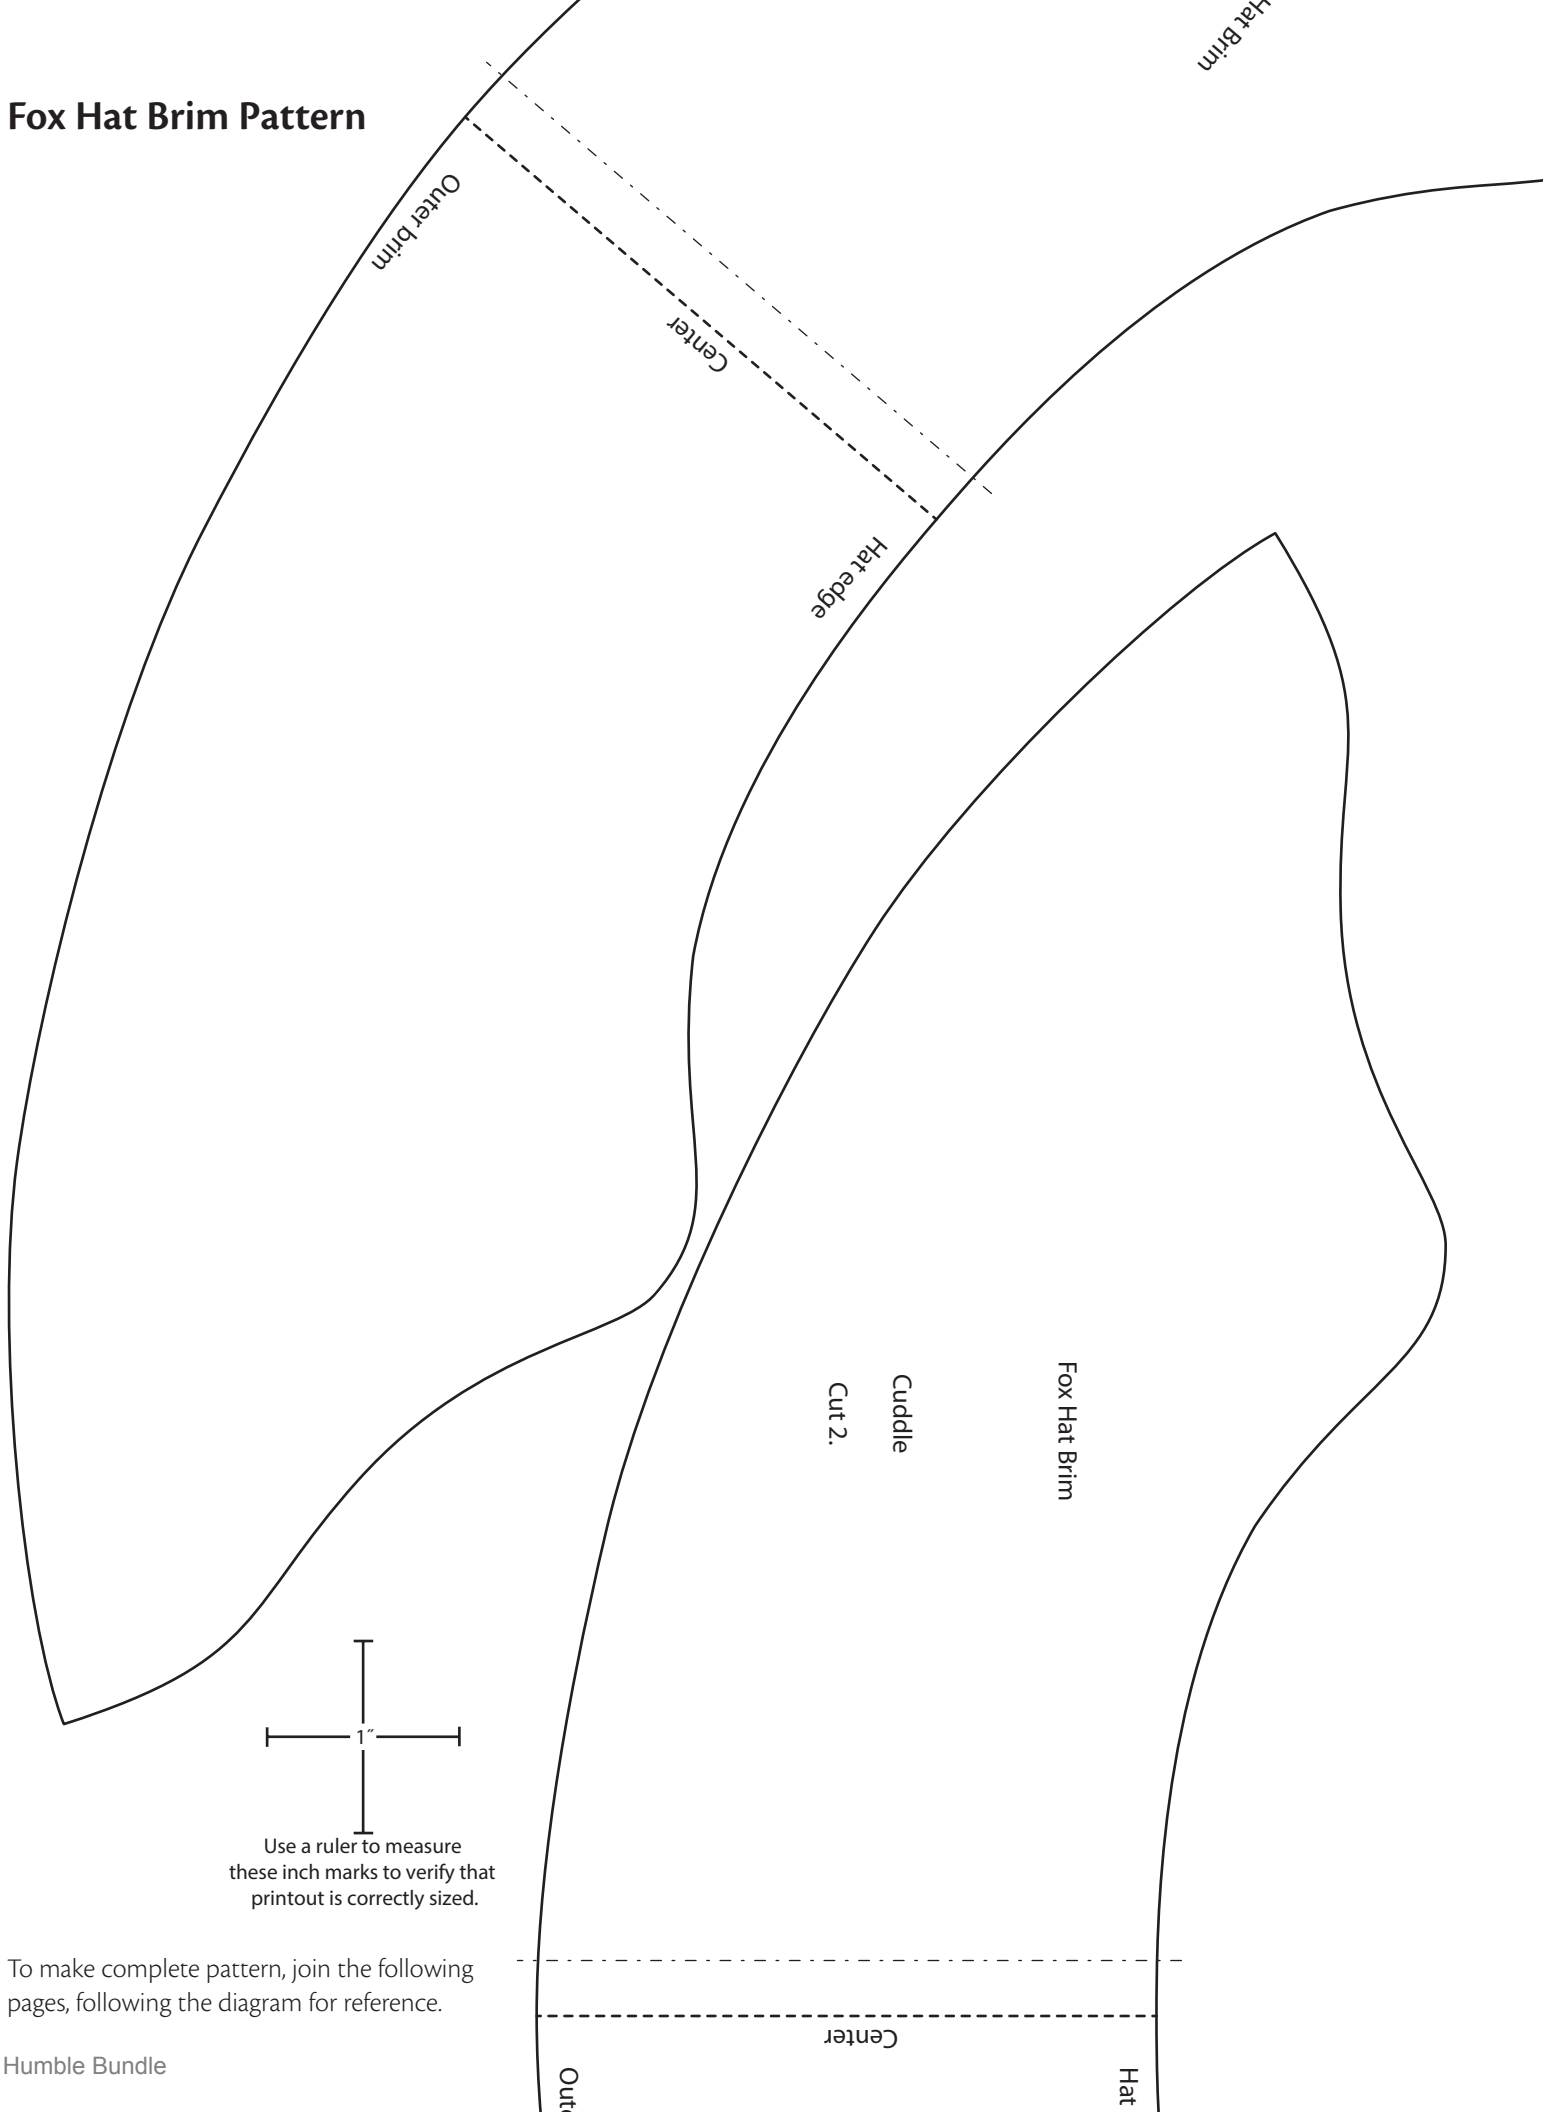 Hat Brim
Fox Hat Brim Pattern
Outer brim
Center
Hat edge
Fox Hat Brim
Cuddle
Cut 2.
1″
Use a ruler to measure
these inch marks to verify that
printout is correctly sized.
To make complete pattern, join the following
pages, following the diagram for reference.
Center
Hat
Humble Bundle